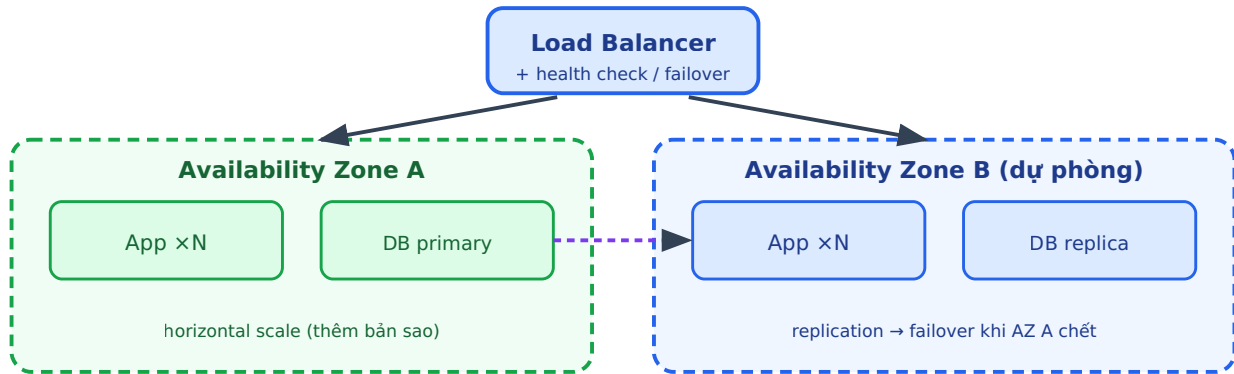 Load Balancer
+ health check / failover
Availability Zone A
App ×N
DB primary
horizontal scale (thêm bản sao)
Availability Zone B (dự phòng)
App ×N
DB replica
replication → failover khi AZ A chết